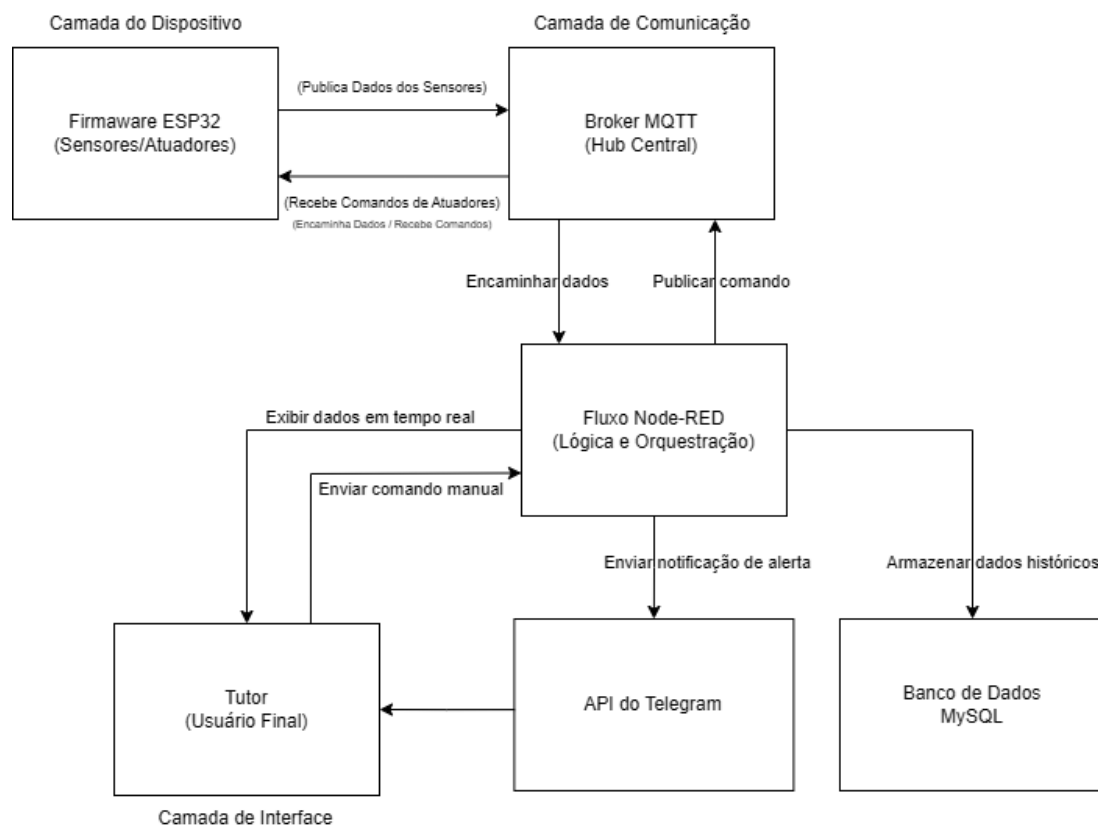 Camada do Dispositivo
Camada de Comunicação
Firmaware ESP32
(Sensores/Atuadores)
(Publica Dados dos Sensores)
Broker MQTT
(Hub Central)
(Recebe Comandos de Atuadores)
(Encaminha Dados / Recebe Comandos)
Encaminhar dados
Publicar comando
Fluxo Node-RED
(Lógica e Orquestração)
Exibir dados em tempo real
Enviar comando manual
Enviar notificação de alerta
Armazenar dados históricos
Tutor
(Usuário Final)
API do Telegram
Banco de Dados
MySQL
Camada de Interface